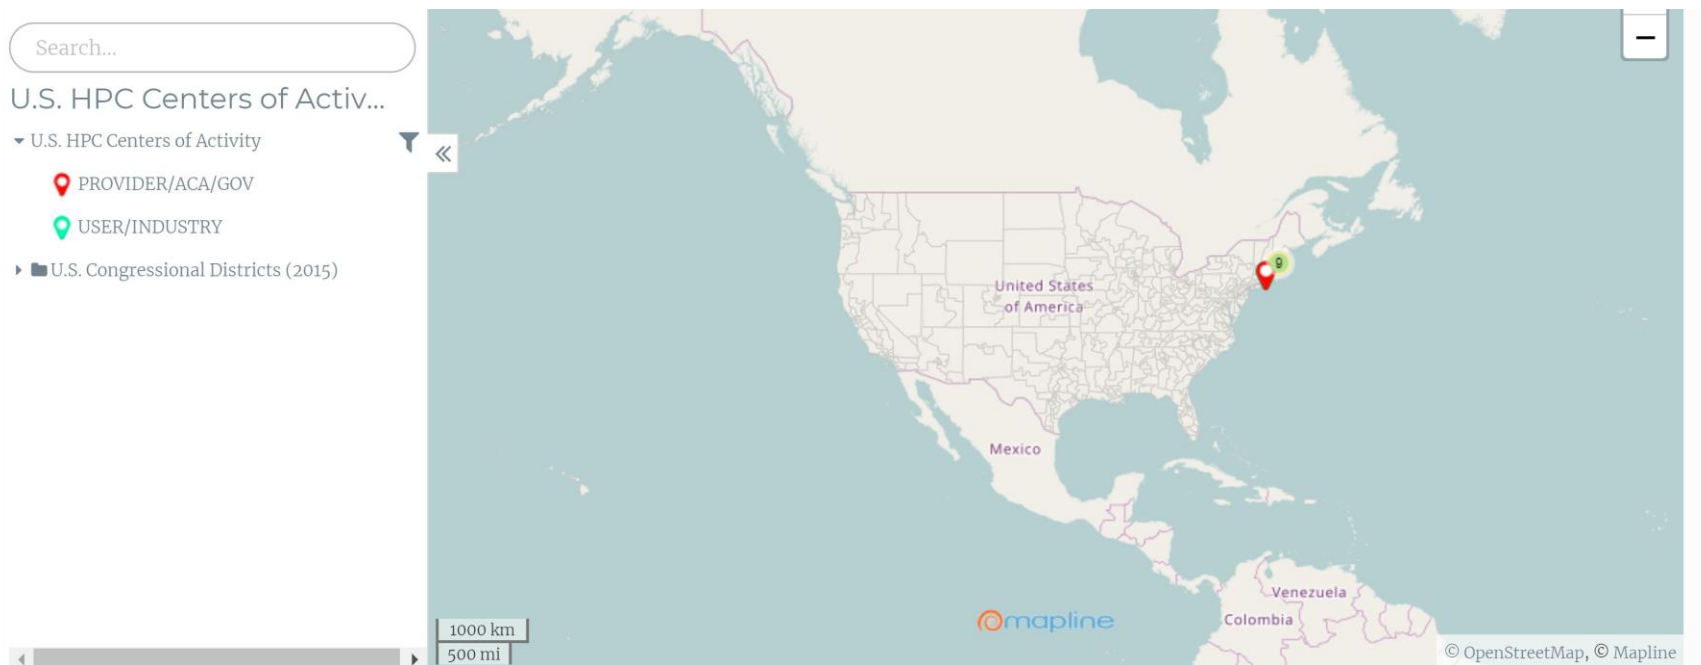 Search...
U.S. HPC Centers of Activ...
U.S. HPC Centers of Activity
PROVIDER/ACA/GOV
USER/INDUSTRY
U.S. Congressional Districts (2015)
United States
of America
9
Mexico
Venezuela
Colombia
mapline
1000 km
500 mi
© OpenStreetMap, © Mapline